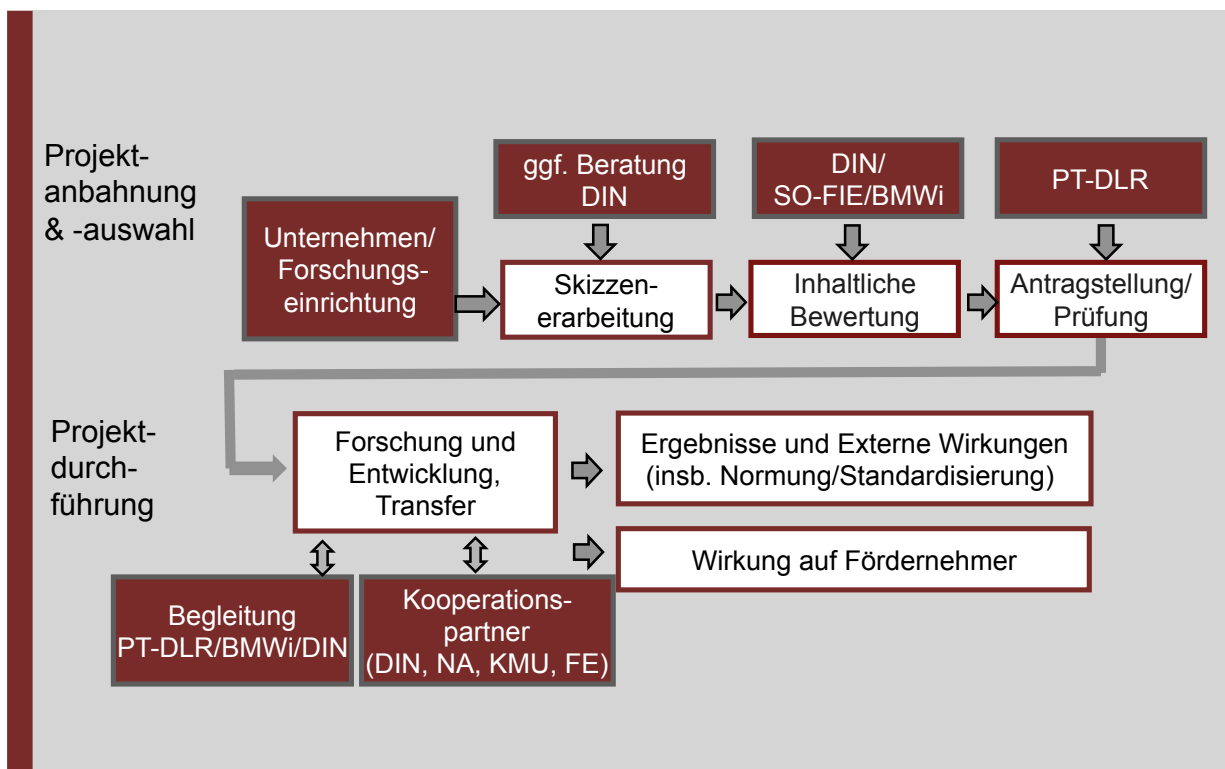 Projekt-
anbahnung
& -auswahl
Unternehmen/
Forschungs-
einrichtung
ggf. Beratung
DIN
DIN/
SO-FIE/BMWi
PT-DLR
Skizzen-
erarbeitung
Inhaltliche
Bewertung
Antragstellung/
Prüfung
Projekt-
durch-
führung
Forschung und
Entwicklung,
Transfer
Ergebnisse und Externe Wirkungen
(insb. Normung/Standardisierung)
Wirkung auf Fördernehmer
Begleitung
PT-DLR/BMWi/DIN
Kooperations-
partner
(DIN, NA, KMU, FE)